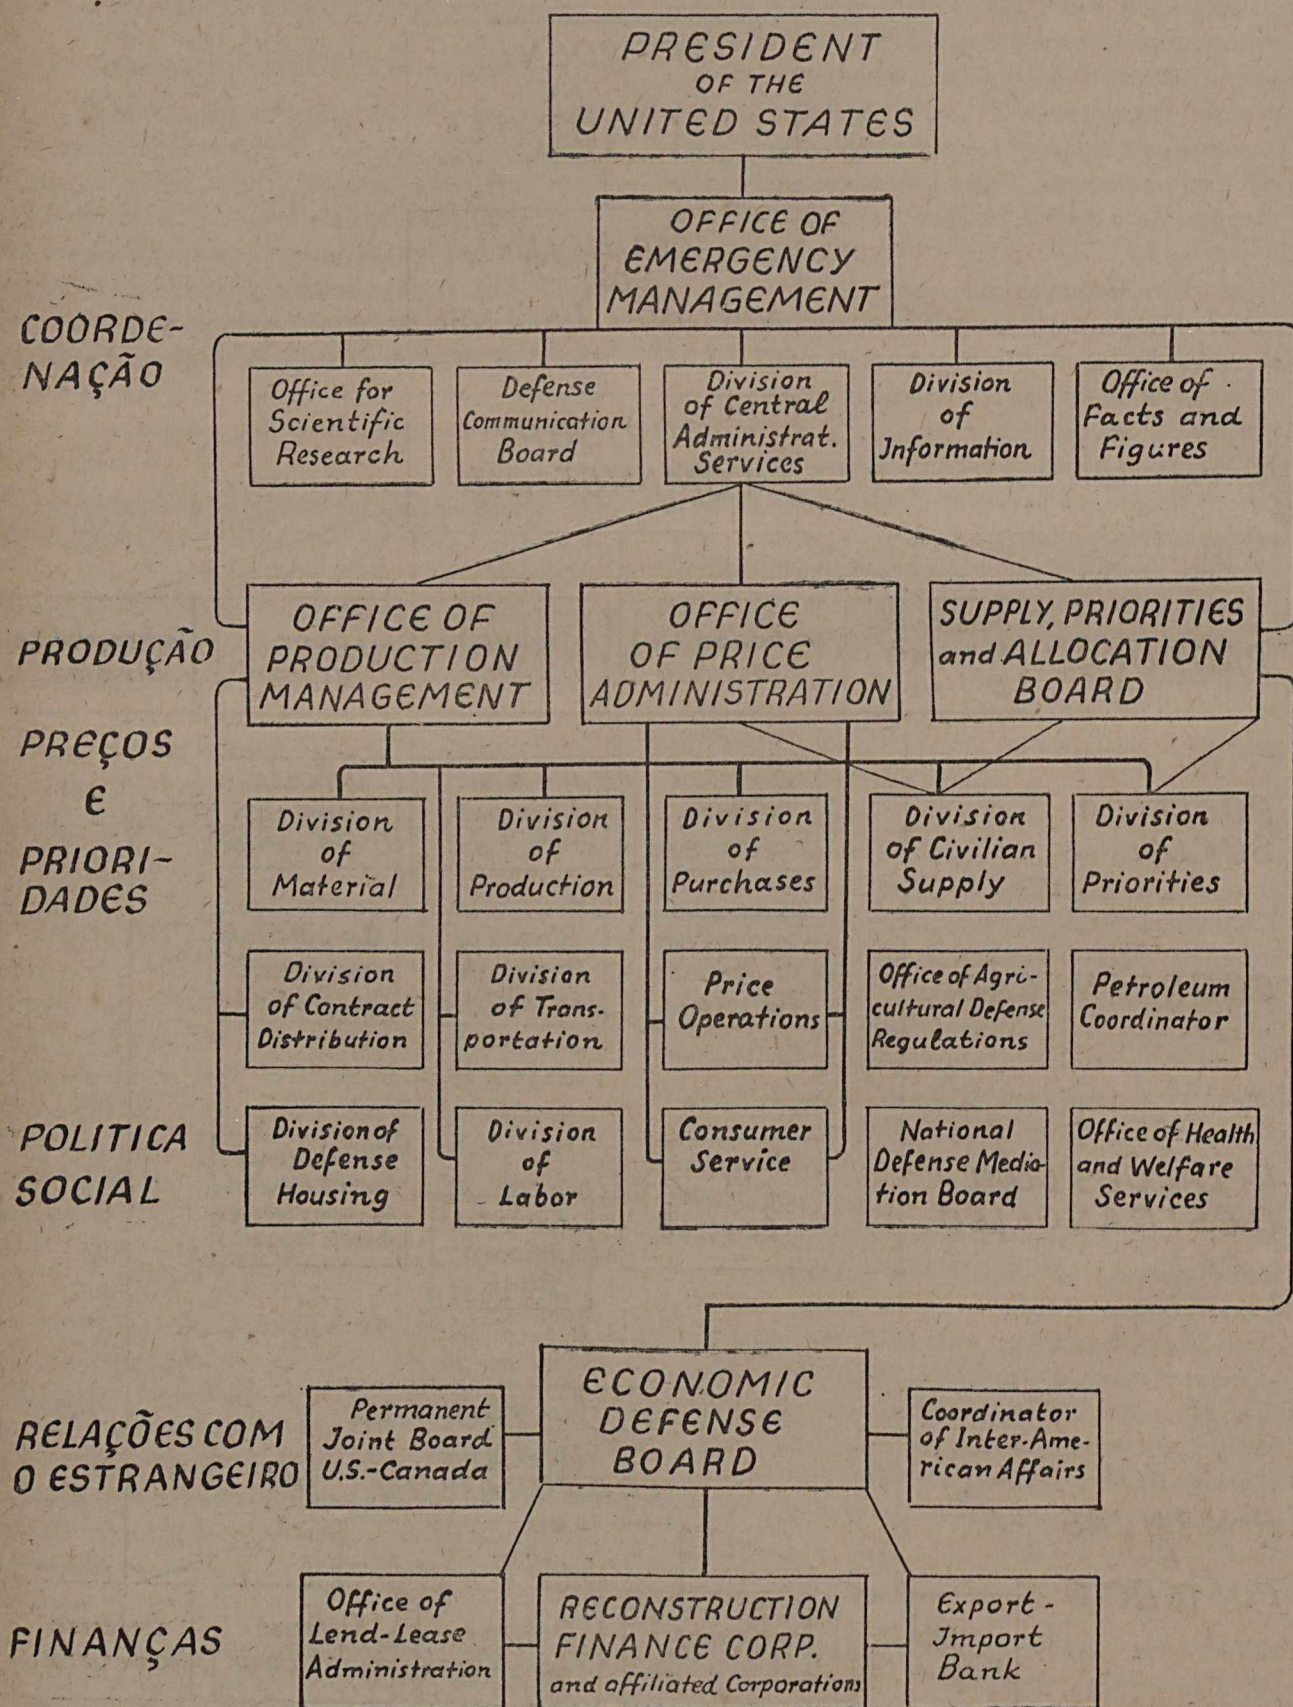 PRESIDENT
OF THE
UNITED STATES
OFFICE OF
EMERGENCY
MANAGEMENT
COORDE-
NAÇÃO
Office for
Scientific
Research
Defense
Communication
Board
Division
of Central
Administrat.
Services
Division
of
Information
Office of
Facts and
Figures
PRODUÇÃO
OFFICE OF
PRODUCTION
MANAGEMENT
OFFICE
OF PRICE
ADMINISTRATION
SUPPLY, PRIORITIES
and ALLOCATION
BOARD
PREÇOS
E
PRIORI-
DADES
Division
of
Material
Division
of
Production
Division
of
Purchases
Division
of Civilian
Supply
Division
of
Priorities
Division
of Contract
Distribution
Division
of Trans-
portation
Price
Operations
Office of Agri-
cultural Defense
Regulations
Petroleum
Coordinator
POLITICA
SOCIAL
Division of
Defense
Housing
Division
of
Labor
Consumer
Service
National
Defense Media-
tion Board
Office of Health
and Welfare
Services
ECONOMIC
DEFENSE
BOARD
RELAÇÕES COM
O ESTRANGEIRO
Permanent
Joint Board
U.S.-Canada
Coordinator
of Inter-Ame-
rican Affairs
FINANÇAS
Office of
Lend-Lease
Administration
RECONSTRUCTION
FINANCE CORP.
and affiliated Corporations
Export-
Import
Bank